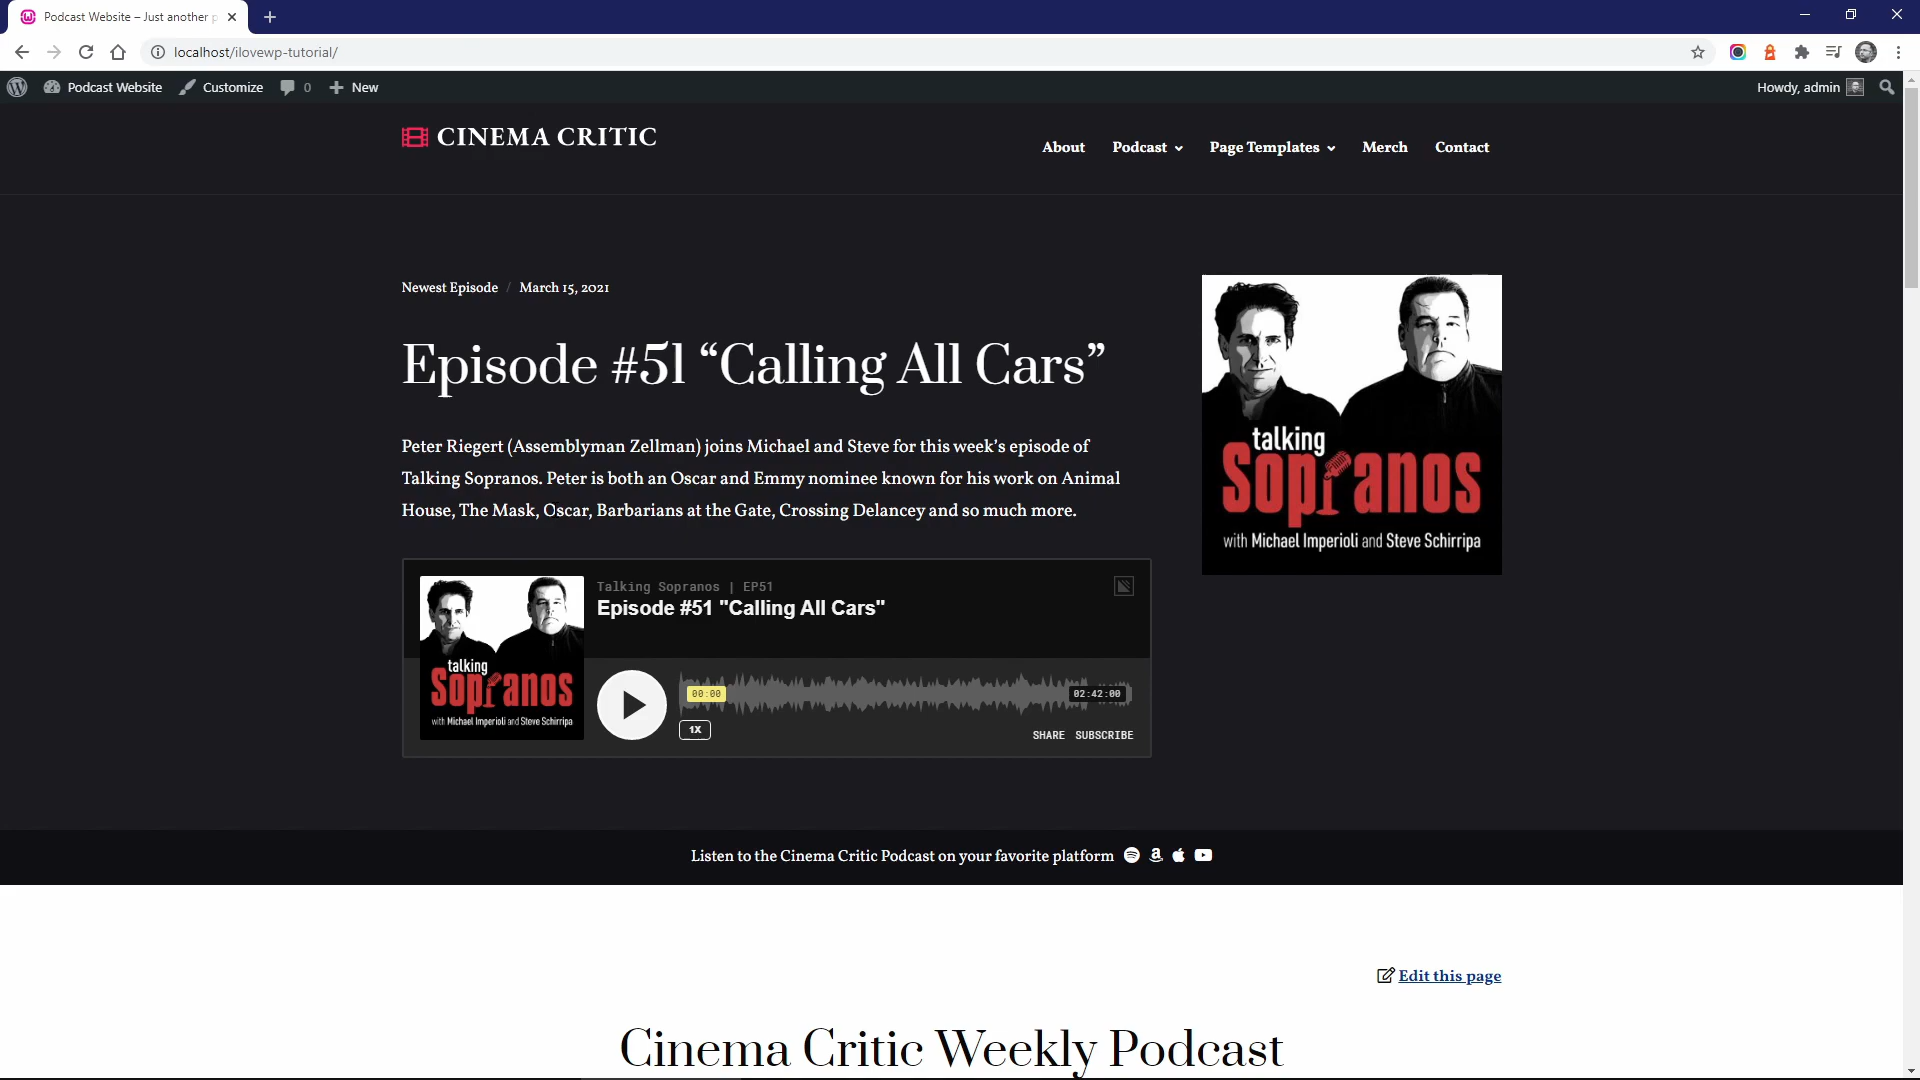 Podcast Website – Just another p
localhost/ilovewp-tutorial/
Podcast Website
Customize
0
New
Howdy, admin
CINEMA CRITIC
About
Podcast
Page Templates
Merch
Contact
Newest Episode / March 15, 2021
Episode #51 “Calling All Cars”
Peter Riegert (Assemblyman Zellman) joins Michael and Steve for this week’s episode of
Talking Sopranos. Peter is both an Oscar and Emmy nominee known for his work on Animal
House, The Mask, Oscar, Barbarians at the Gate, Crossing Delancey and so much more.
talking
Sopranos
with Michael Imperioli and Steve Schirripa
Talking Sopranos | EP51
Episode #51 "Calling All Cars"
talking
Sopranos
with Michael Imperioli and Steve Schirripa
00:00
02:42:00
1X
SHARE
SUBSCRIBE
Listen to the Cinema Critic Podcast on your favorite platform
Edit this page
Cinema Critic Weekly Podcast